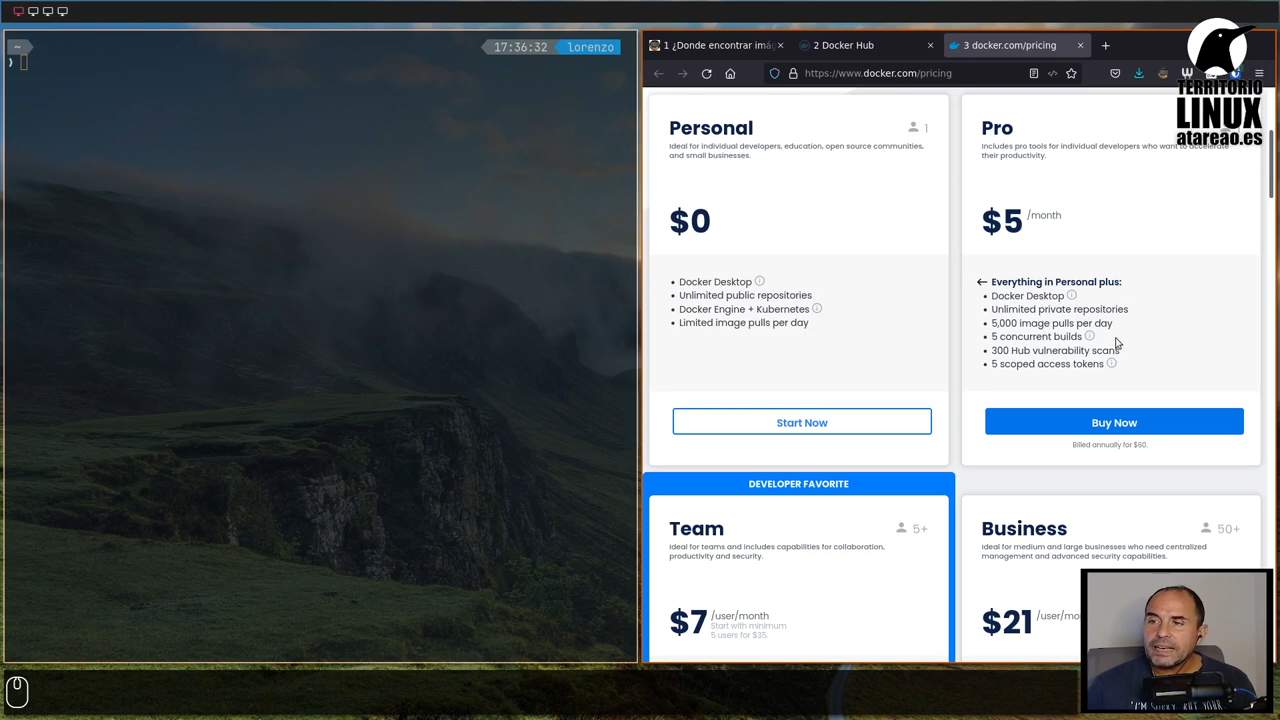 ~
17:36:32 lorenzo
1 ¿Donde encontrar imá
2 Docker Hub
3 docker.com/pricing
https://www.docker.com/pricing
TERRITORIO
LINUX
atareao.es
Personal
1
Ideal for individual developers, education, open source communities,
and small businesses.
$0
Docker Desktop
Unlimited public repositories
Docker Engine + Kubernetes
Limited image pulls per day
Start Now
Pro
Includes pro tools for individual developers who want to accelerate
their productivity.
$5 /month
Everything in Personal plus:
Docker Desktop
Unlimited private repositories
5,000 image pulls per day
5 concurrent builds
300 Hub vulnerability scans
5 scoped access tokens
Buy Now
Billed annually for $60.
DEVELOPER FAVORITE
Team
5+
Ideal for teams and includes capabilities for collaboration,
productivity and security.
$7 /user/month
Start with minimum
5 users for $35.
Business
50+
Ideal for medium and large businesses who need centralized
management and advanced security capabilities.
$21 /user/mo